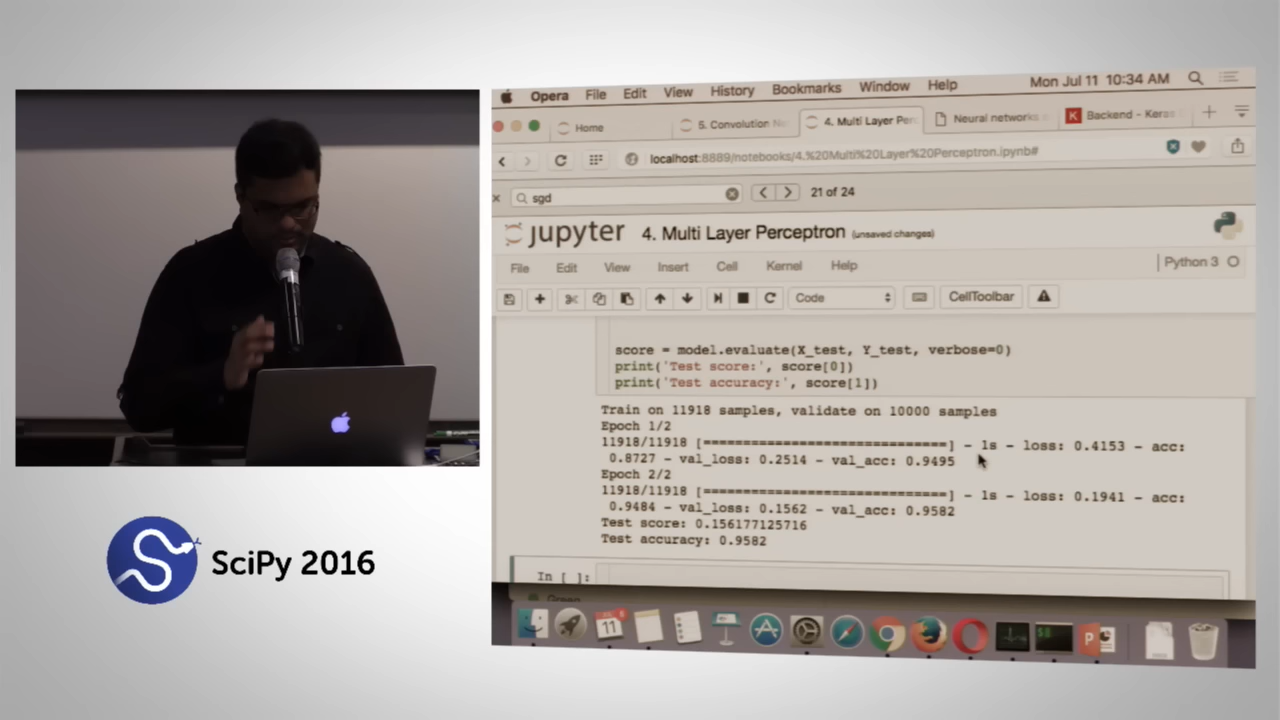 Opera File Edit View History Bookmarks Window Help Mon Jul 11 10:34 AM
Home 5. Convolution Ne 4. Multi Layer Per Neural networks Backend - Keras
localhost:8889/notebooks/4.%20Multi%20Layer%20Perceptron.ipynb#
sgd 21 of 24
jupyter 4. Multi Layer Perceptron (unsaved changes)
File Edit View Insert Cell Kernel Help Python 3
Code CellToolbar
score = model.evaluate(X_test, Y_test, verbose=0)
print('Test score:', score[0])
print('Test accuracy:', score[1])
Train on 11918 samples, validate on 10000 samples
Epoch 1/2
11918/11918 [==============================] - 1s - loss: 0.4153 - acc:
0.8727 - val_loss: 0.2514 - val_acc: 0.9495
Epoch 2/2
11918/11918 [==============================] - 1s - loss: 0.1941 - acc:
0.9484 - val_loss: 0.1562 - val_acc: 0.9582
Test score: 0.156177125716
Test accuracy: 0.9582
In [ ]:
11
SciPy 2016